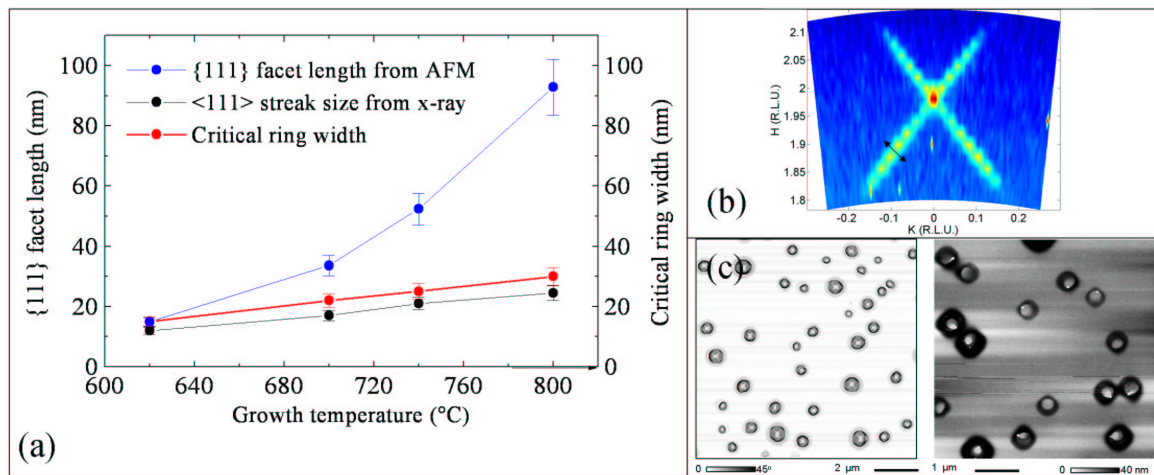 {111} facet length (nm)
100
80
60
40
20
0
{111} facet length from AFM
<111> streak size from x-ray
Critical ring width
100
80
60
40
20
0
Critical ring width (nm)
600 640 680 720 760 800
Growth temperature (°C)
(a)
H (R.L.U.)
2.1
2.05
2
1.95
1.9
1.85
1.8
-0.2 -0.1 0 0.1 0.2
K (R.L.U.)
(b)
(c)
0 45° 2 μm 1 μm 0 40 nm